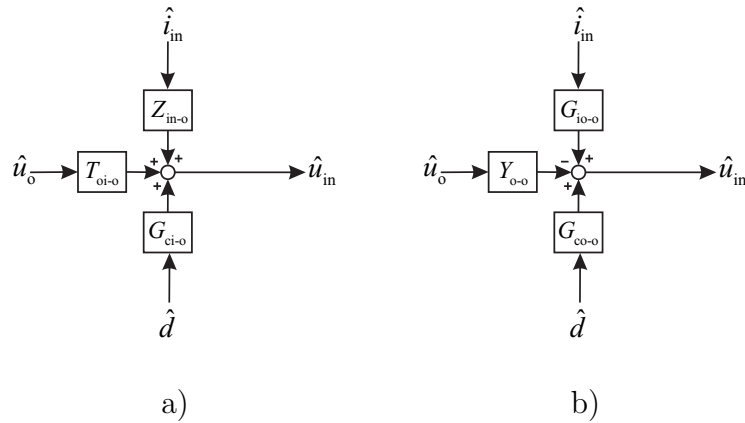 î_in
Z_in-o
+ +
û_o T_oi-o + û_in
G_ci-o
d̂
a)
î_in
G_io-o
− +
û_o Y_o-o + û_in
G_co-o
d̂
b)